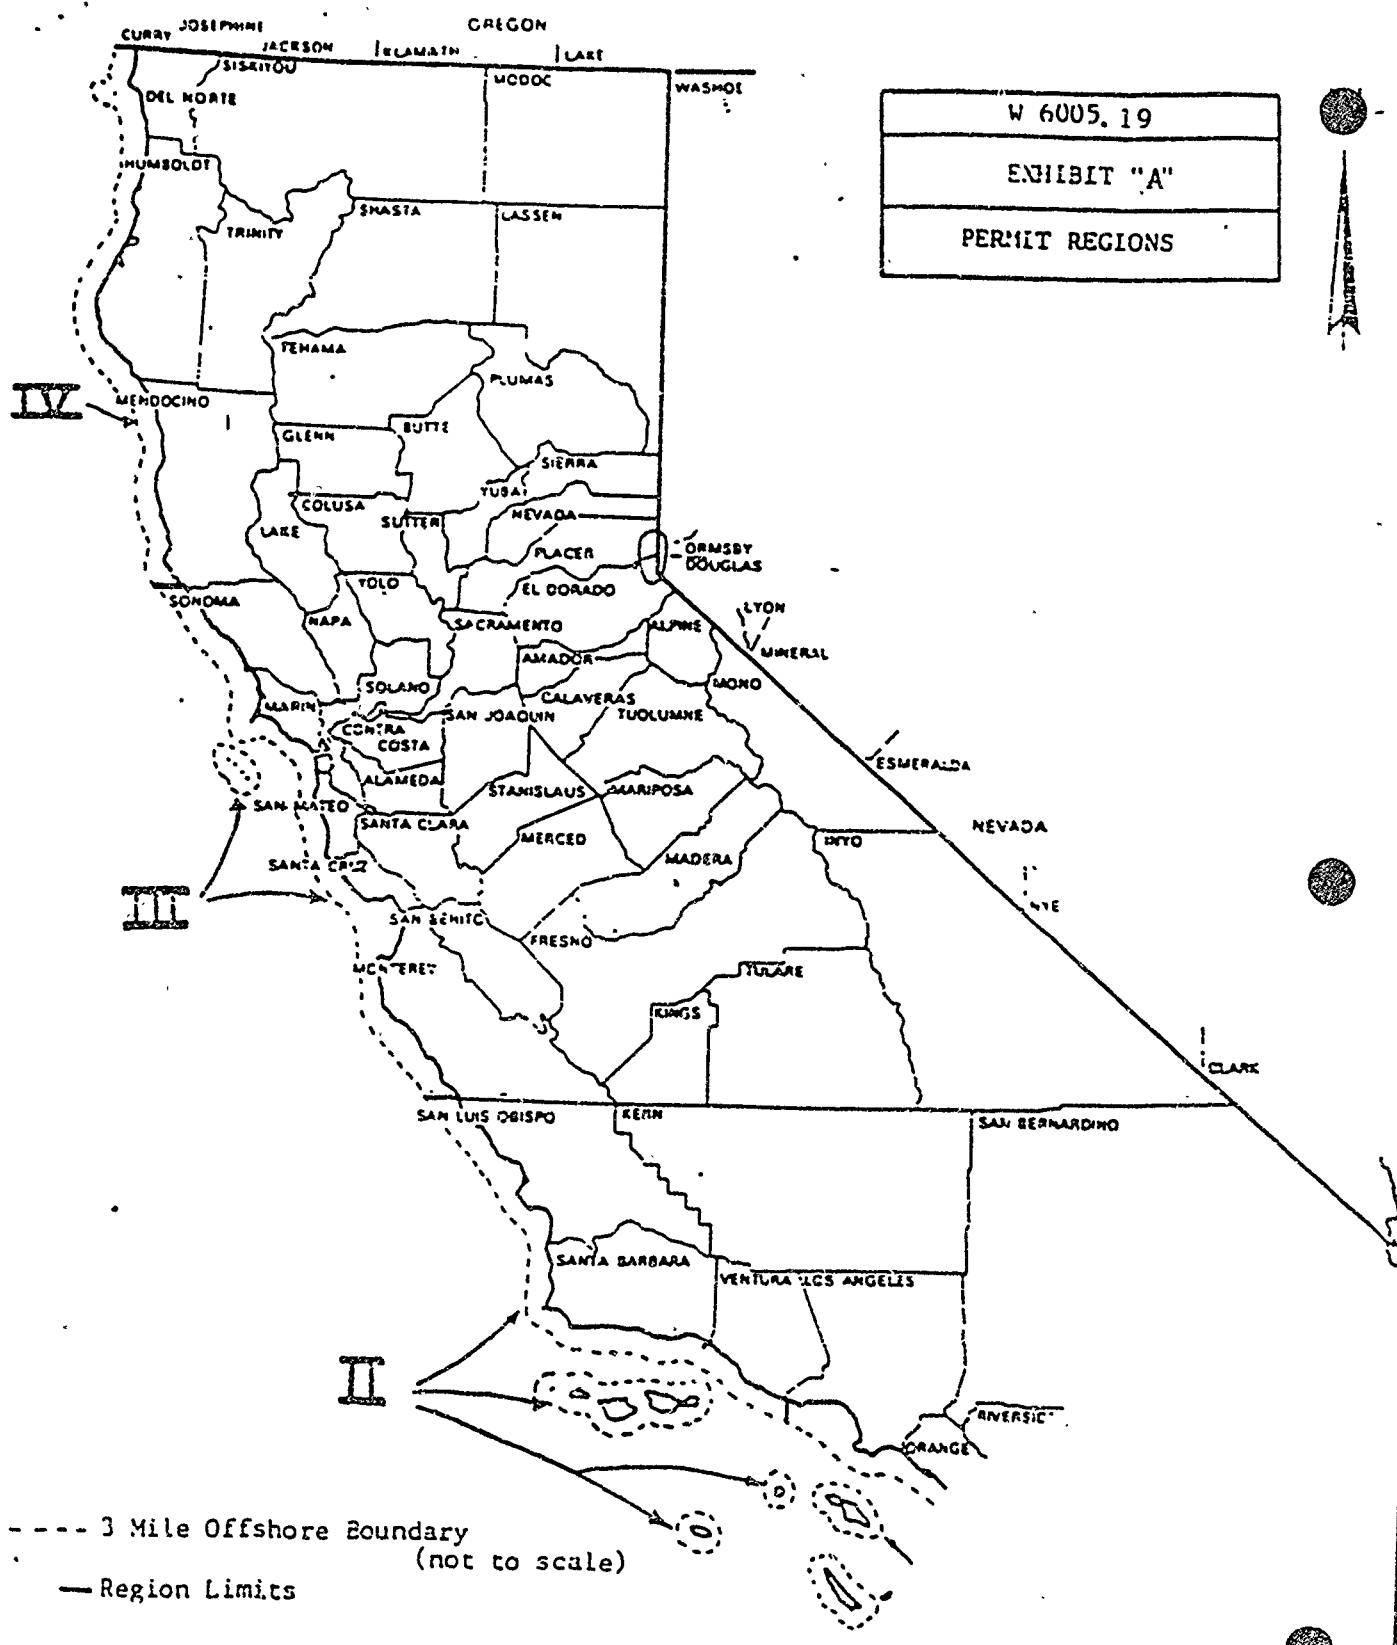 OREGON
JOSEPHINE
CURRY
JACKSON
KLAMATH
LAKE
SISKIYOU
MODOC
WASHOE
DEL NORTE
W 6005.19
EXHIBIT "A"
PERMIT REGIONS
HUMBOLDT
SHASTA
LASSEN
TRINITY
TEHAMA
PLUMAS
IV
MENDOCINO
BUTTE
GLENN
SIERRA
YUBA
COLUSA
SUTTER
NEVADA
LAKE
PLACER
ORMSBY
DOUGLAS
YOLO
EL DORADO
SONOMA
LYON
NAPA
SACRAMENTO
ALPINE
MINERAL
AMADOR
SOLANO
MONO
CALAVERAS
MARIN
SAN JOAQUIN
TUOLUMNE
CONTRA
COSTA
ESMERALDA
ALAMEDA
STANISLAUS
MARIPOSA
SAN MATEO
SANTA CLARA
NEVADA
MERCED
INYO
MADERA
SANTA CRUZ
III
NYE
SAN BENITO
FRESNO
MONTEREY
TULARE
KINGS
CLARK
SAN LUIS OBISPO
KERN
SAN BERNARDINO
SANTA BARBARA
VENTURA
LOS ANGELES
II
RIVERSIDE
ORANGE
3 Mile Offshore Boundary
(not to scale)
Region Limits